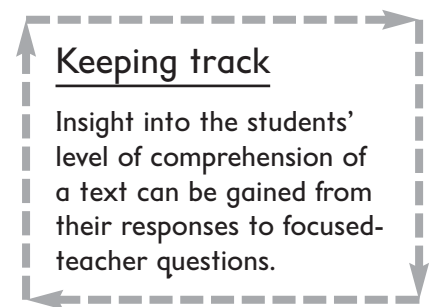 Keeping track
Insight into the students’
level of comprehension of
a text can be gained from
their responses to focused-
teacher questions.